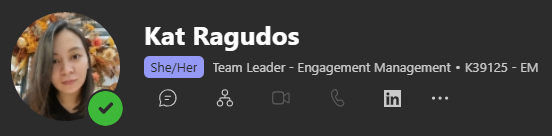 Kat Ragudos
She/Her Team Leader - Engagement Management • K39125 - EM
in